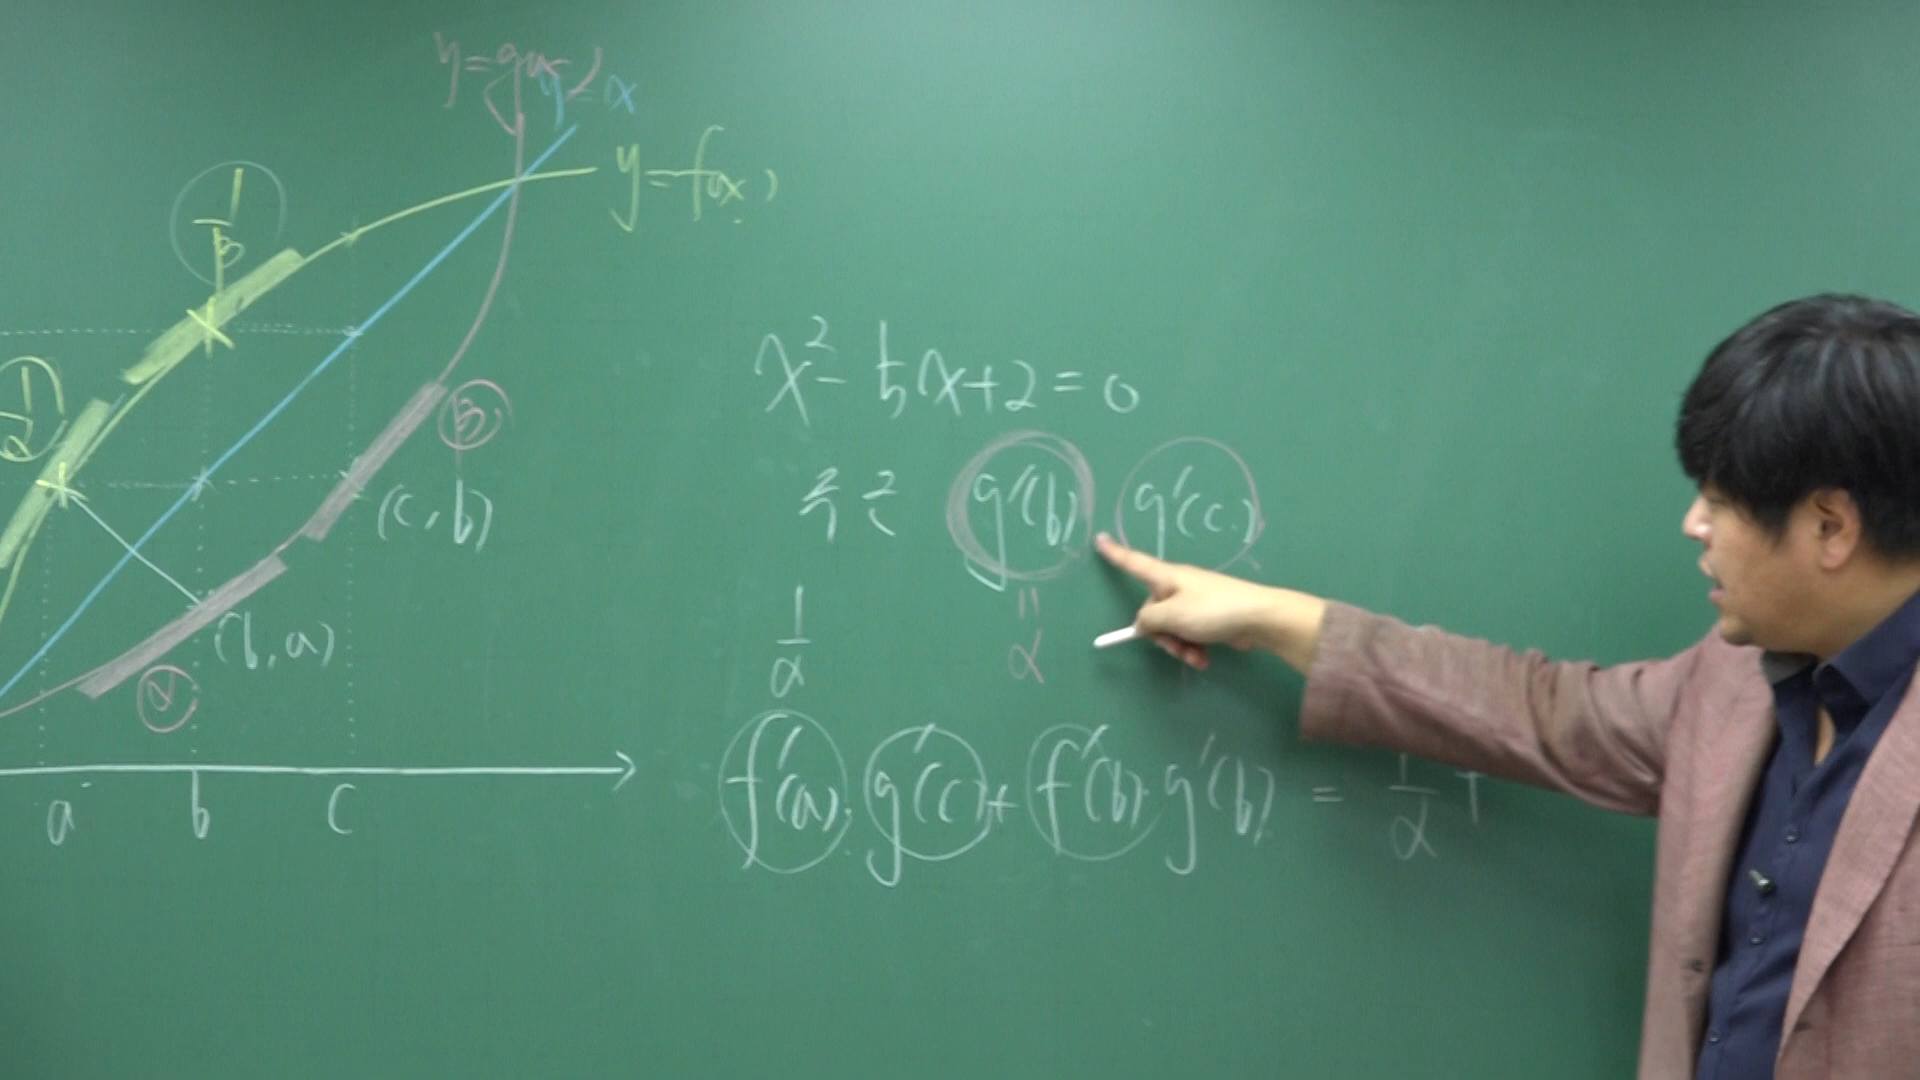 y=g(x)
y=x
y=f(x)
1/β
1/α
β
(c, b)
(b, a)
α
a b c
x²-5x+2=0
두근 g'(b) g'(c)
1/α = α
f'(a)·g'(c)+f'(b)·g'(b) = 1/α +